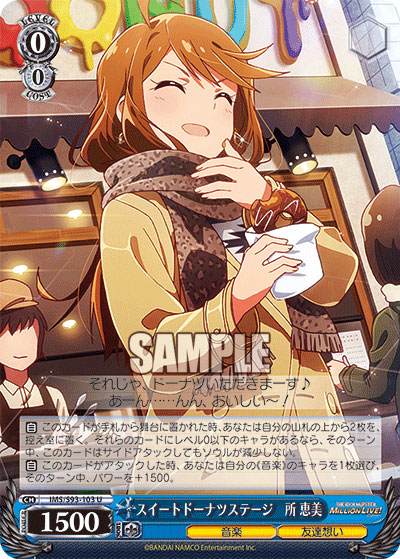 LEVEL
0
0
COST
SAMPLE
それじゃ、ドーナツいただきまーす♪
あーん……んん、おいしい～！
自 このカードが手札から舞台に置かれた時、あなたは自分の山札の上から2枚を、
控え室に置く。それらのカードにレベル0以下のキャラがあるなら、そのターン
中、このカードはサイドアタックしてもソウルが減少しない。
自 このカードがアタックした時、あなたは自分の《音楽》のキャラを1枚選び、
そのターン中、パワーを＋1500。
CH IMS/S93-103 U
1500
スイートドーナツステージ 所 恵美
THE IDOLM@STER
MILLION LIVE!
音楽
友達想い
©BANDAI NAMCO Entertainment Inc.